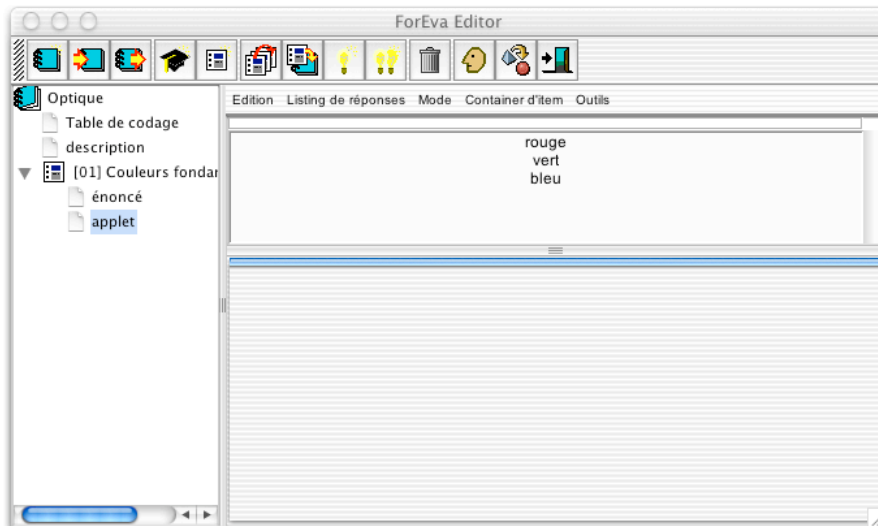 ForEva Editor
Optique
Table de codage
description
[01] Couleurs fondar
énoncé
applet
Edition Listing de réponses Mode Container d'item Outils
rouge
vert
bleu